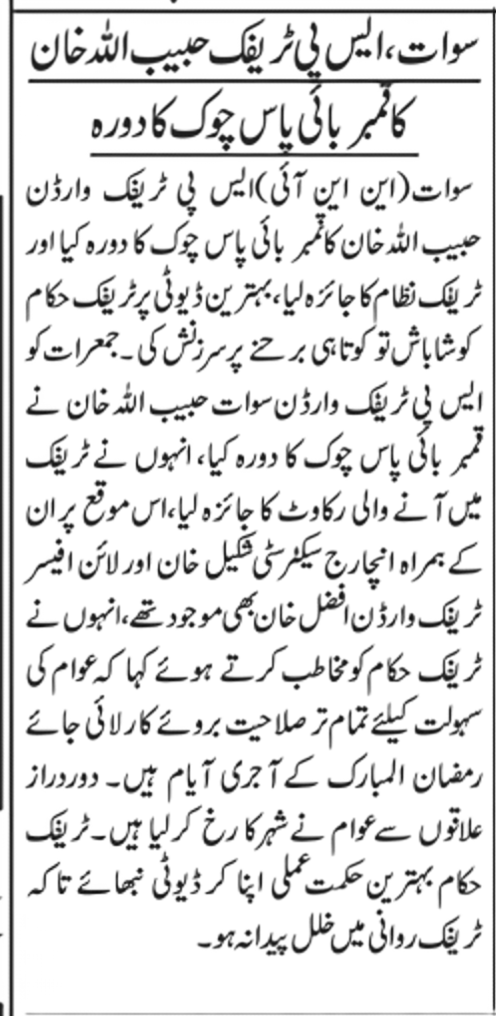 سوات،ایس پی ٹریفک حبیب اللہ خان
کا قمبر بائی پاس چوک کا دورہ
سوات(این این آئی)ایس پی ٹریفک وارڈن
حبیب اللہ خان کا قمبر بائی پاس چوک کا دورہ کیا اور
ٹریفک نظام کا جائزہ لیا،بہترین ڈیوٹی پر ٹریفک حکام
کو شاباش تو کوتاہی برحنے پر سرزنش کی۔جمعرات کو
ایس پی ٹریفک وارڈن سوات حبیب اللہ خان نے
قمبر بائی پاس چوک کا دورہ کیا،انہوں نے ٹریفک
میں آنے والی رکاوٹ کا جائزہ لیا،اس موقع پر ان
کے ہمراہ انچارج سیکٹر سٹی شکیل خان اور لائن افیسر
ٹریفک وارڈن افضل خان بھی موجود تھے،انہوں نے
ٹریفک حکام کو مخاطب کرتے ہوئے کہا کہ عوام کی
سہولت کیلئے تمام تر صلاحیت بروئے کار لائی جائے
رمضان المبارک کے آجری آیام ہیں۔ دور دراز
علاقوں سے عوام نے شہر کا رخ کر لیا ہیں۔ٹریفک
حکام بہترین حکمت عملی اپنا کر ڈیوٹی نبھائے تا کہ
ٹریفک روانی میں خلل پیدا نہ ہو۔